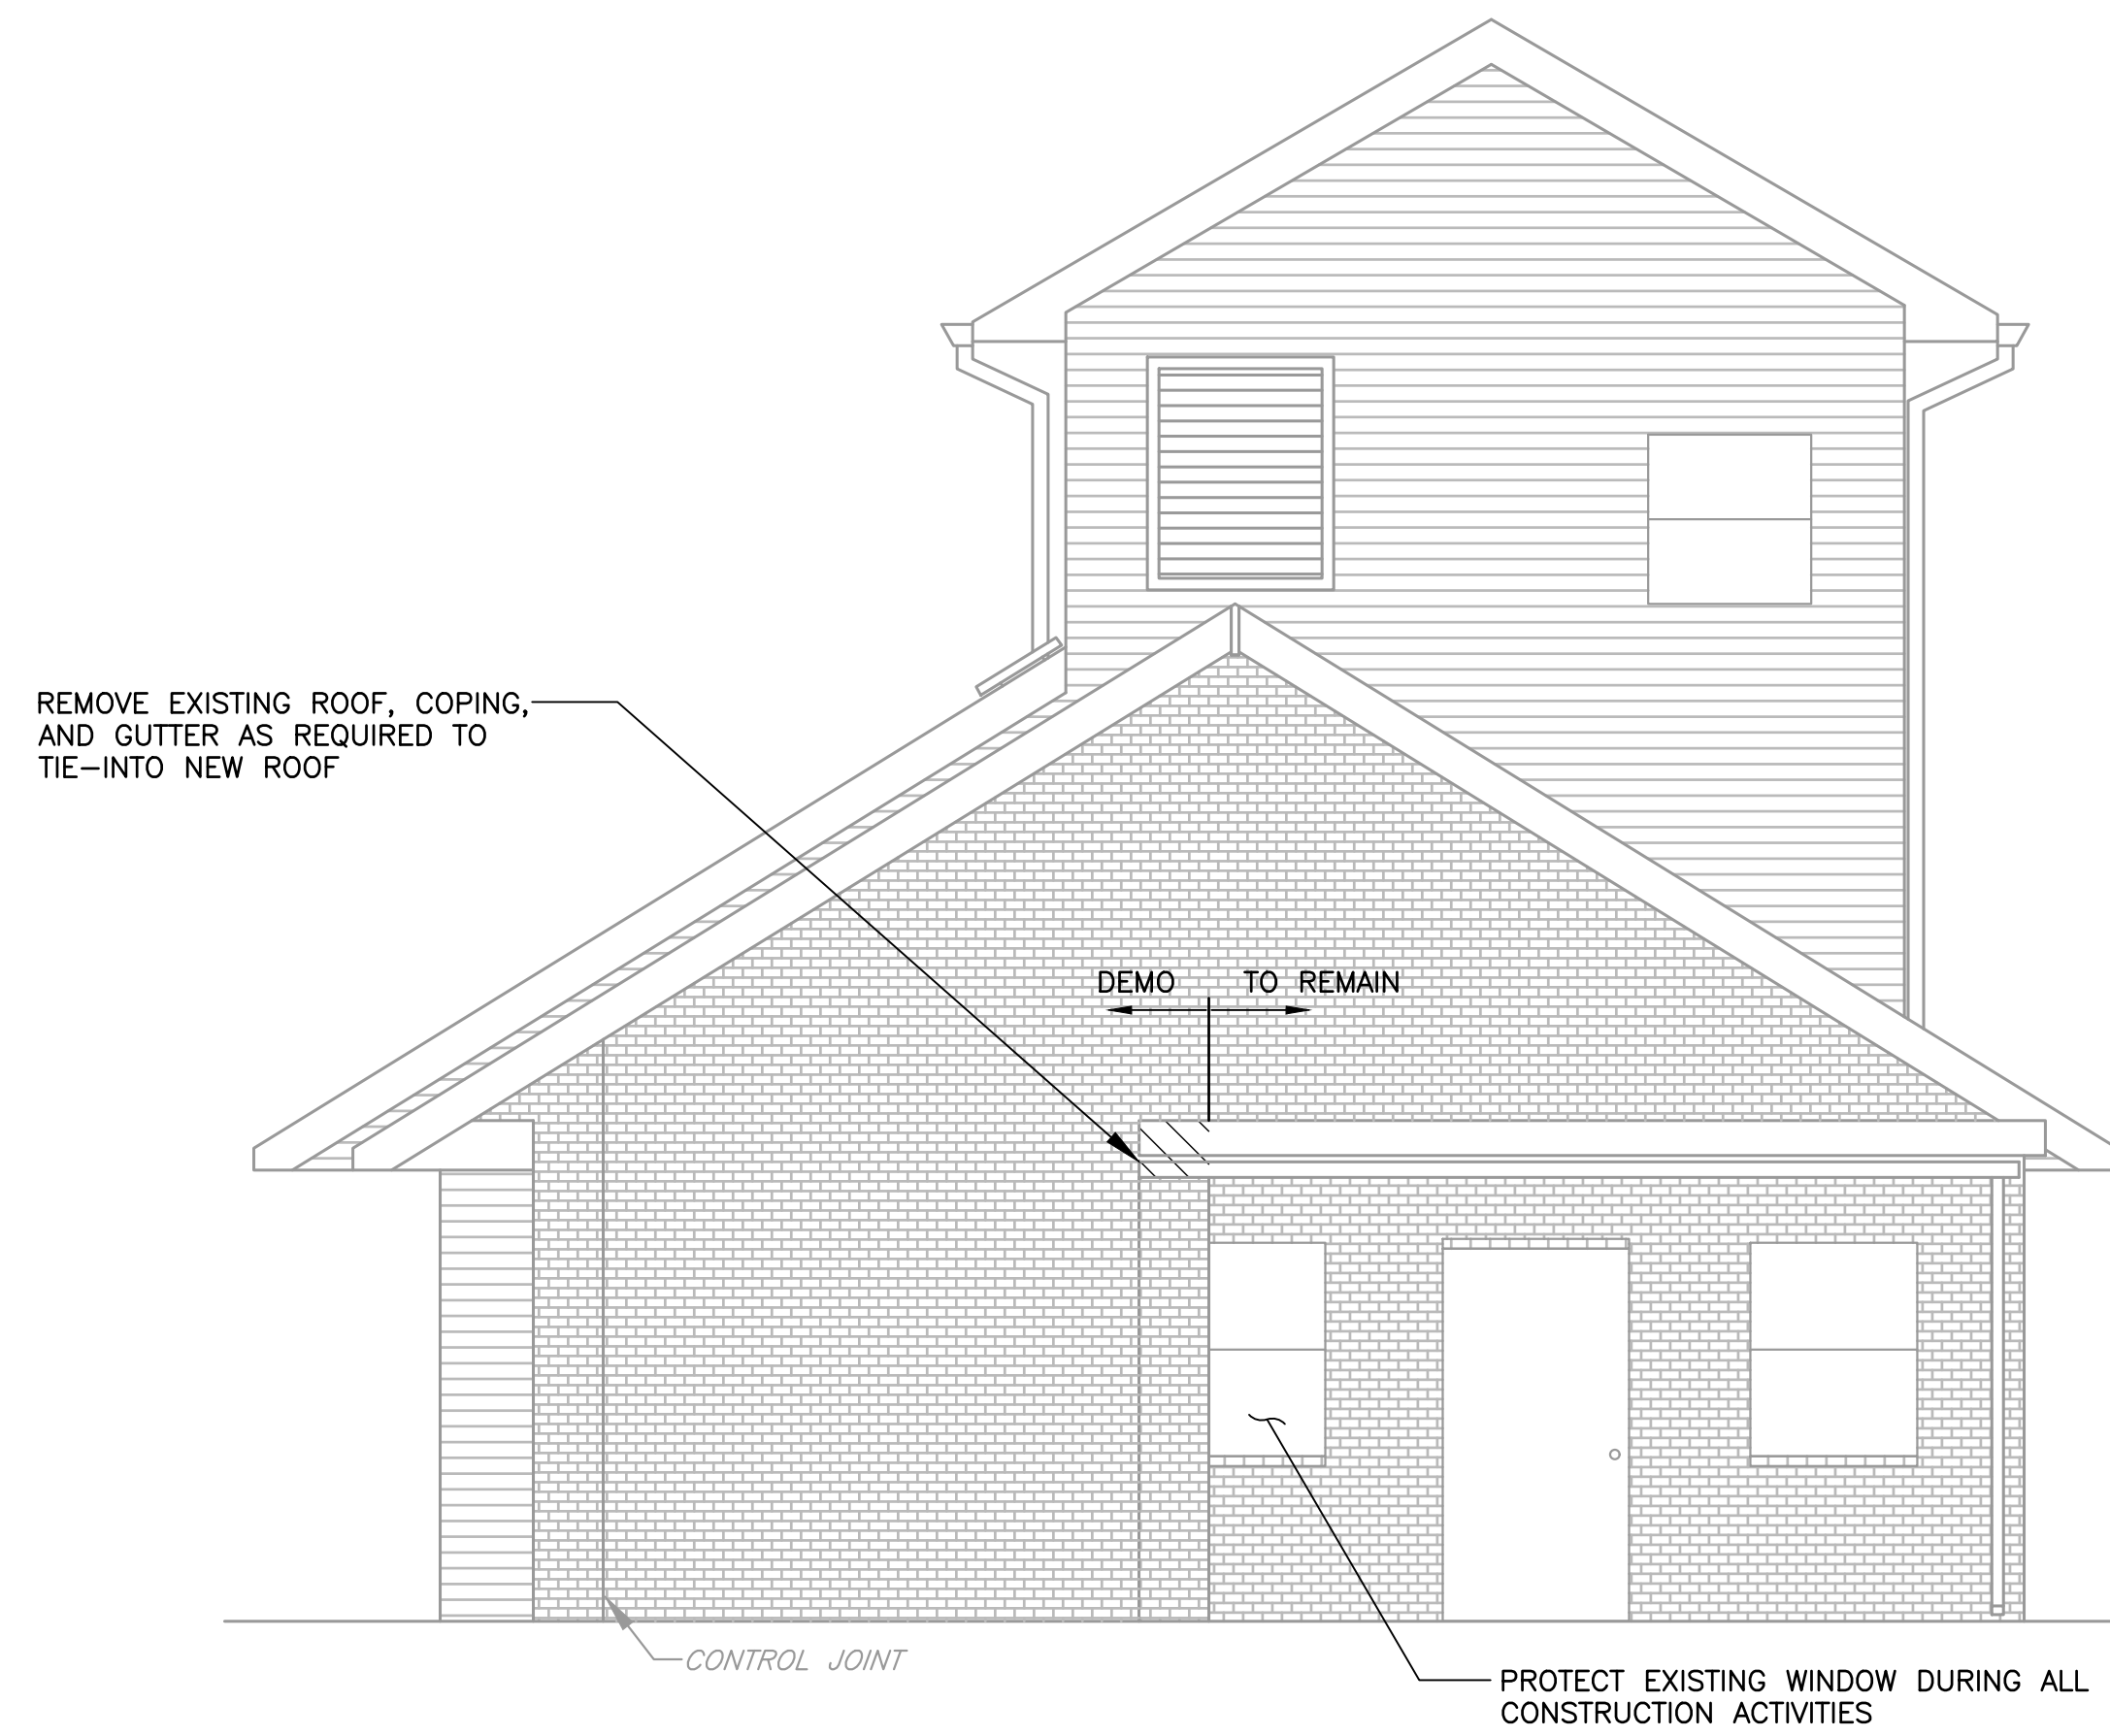 REMOVE EXISTING ROOF, COPING,
AND GUTTER AS REQUIRED TO
TIE-INTO NEW ROOF
DEMO TO REMAIN
CONTROL JOINT
PROTECT EXISTING WINDOW DURING ALL
CONSTRUCTION ACTIVITIES